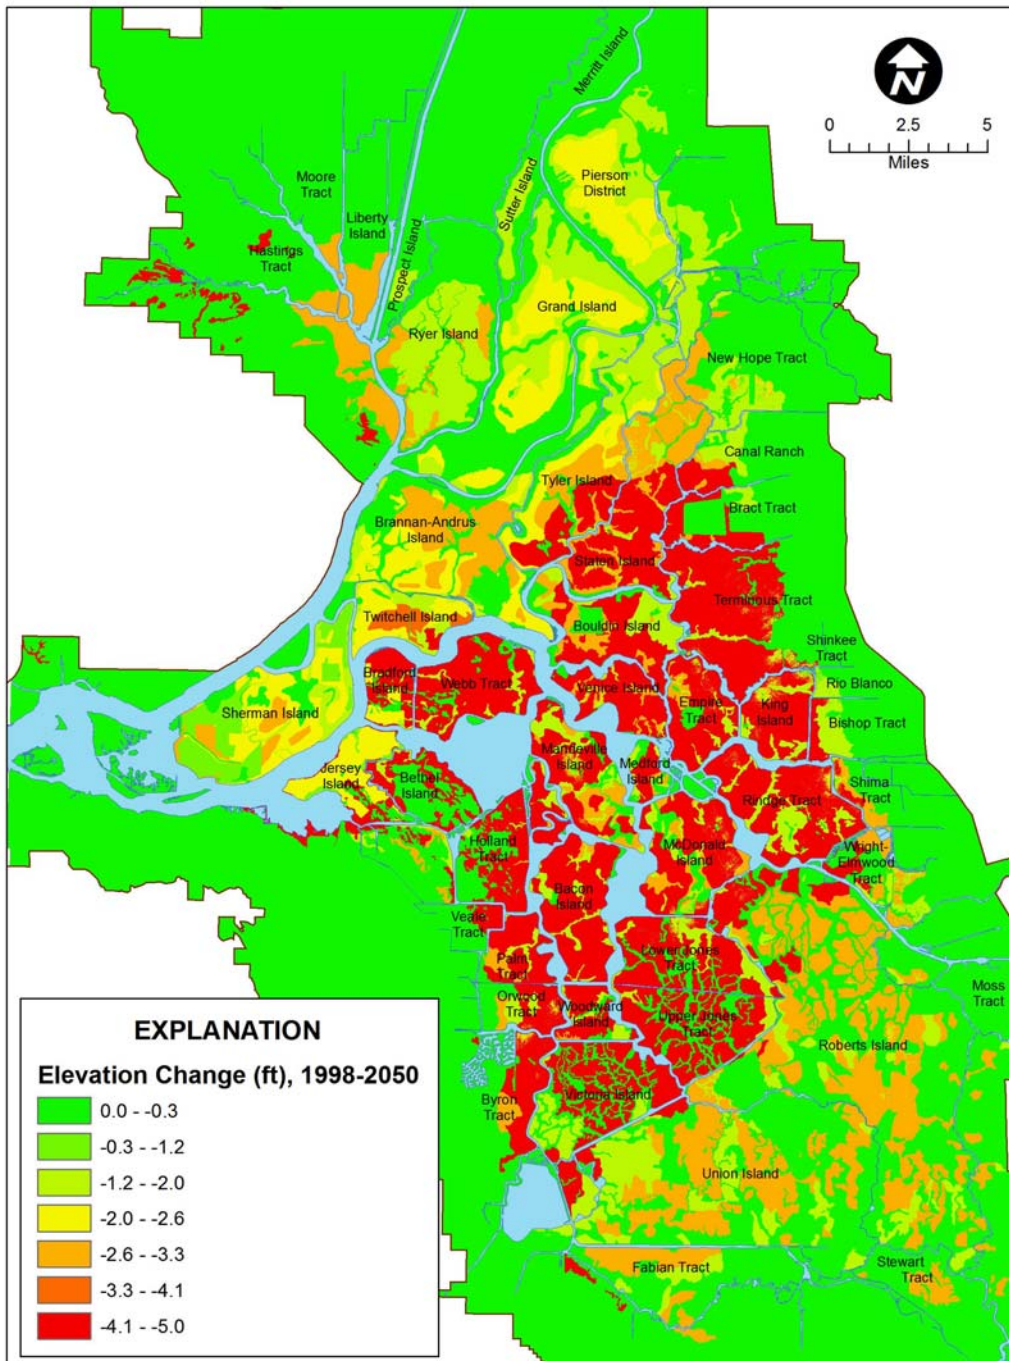 Merritt Island
N
0 2.5 5
Miles
Moore
Tract
Pierson
District
Sutter Island
Liberty
Island
Hastings
Tract
Prospect Island
Grand Island
Ryer Island
New Hope Tract
Canal Ranch
Tyler Island
Bract Tract
Brannan-Andrus
Island
Staten Island
Terminous Tract
Twitchell Island
Bouldin Island
Shinkee
Tract
Bradford
Island
Webb Tract
Venice Island
Empire
Tract
King
Island
Rio Blanco
Sherman Island
Bishop Tract
Mandeville
Island
Medford
Island
Jersey
Island
Bethel
Island
Shima
Tract
Rindge Tract
Holland
Tract
McDonald
Island
Wright-
Elmwood
Tract
Bacon
Island
Veale
Tract
Lower Jones
Tract
Palm
Tract
Moss
Tract
Orwood
Tract
Woodward
Island
Upper Jones
Tract
Roberts Island
Byron
Tract
Victoria Island
Union Island
Fabian Tract
Stewart
Tract
EXPLANATION
Elevation Change (ft), 1998-2050
0.0 - -0.3
-0.3 - -1.2
-1.2 - -2.0
-2.0 - -2.6
-2.6 - -3.3
-3.3 - -4.1
-4.1 - -5.0